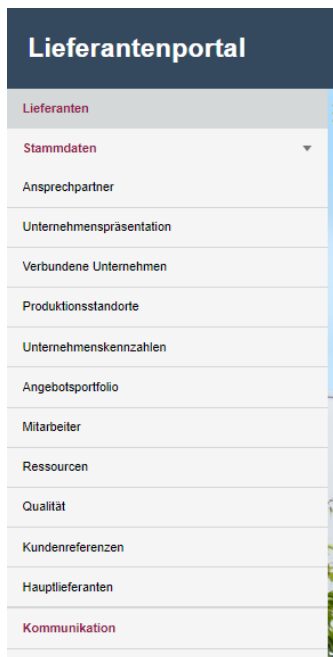 Lieferantenportal
Lieferanten
Stammdaten
Ansprechpartner
Unternehmenspräsentation
Verbundene Unternehmen
Produktionsstandorte
Unternehmenskennzahlen
Angebotsportfolio
Mitarbeiter
Ressourcen
Qualität
Kundenreferenzen
Hauptlieferanten
Kommunikation